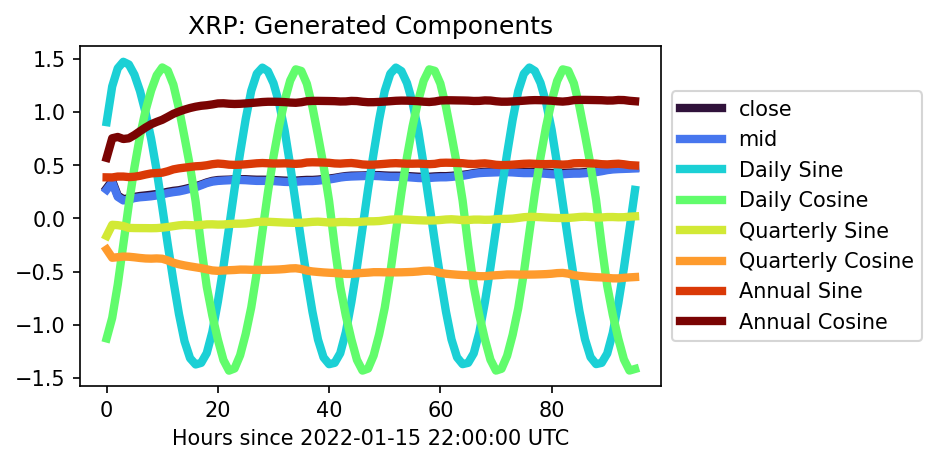 XRP: Generated Components
1.5
1.0
0.5
0.0
−0.5
−1.0
−1.5
0
20
40
60
80
Hours since 2022-01-15 22:00:00 UTC
close
mid
Daily Sine
Daily Cosine
Quarterly Sine
Quarterly Cosine
Annual Sine
Annual Cosine